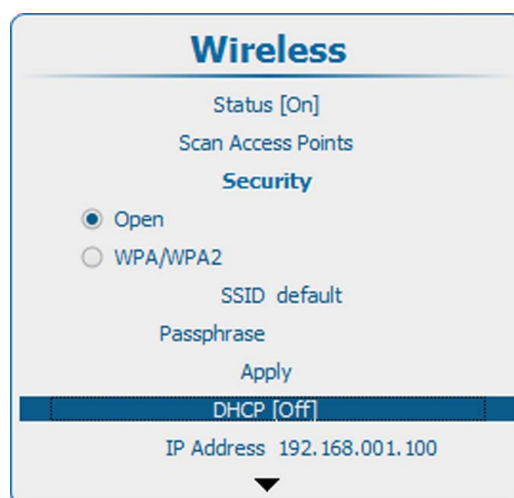 Wireless
Status [On]
Scan Access Points
Security
Open
WPA/WPA2
SSID default
Passphrase
Apply
DHCP [Off]
IP Address 192.168.001.100